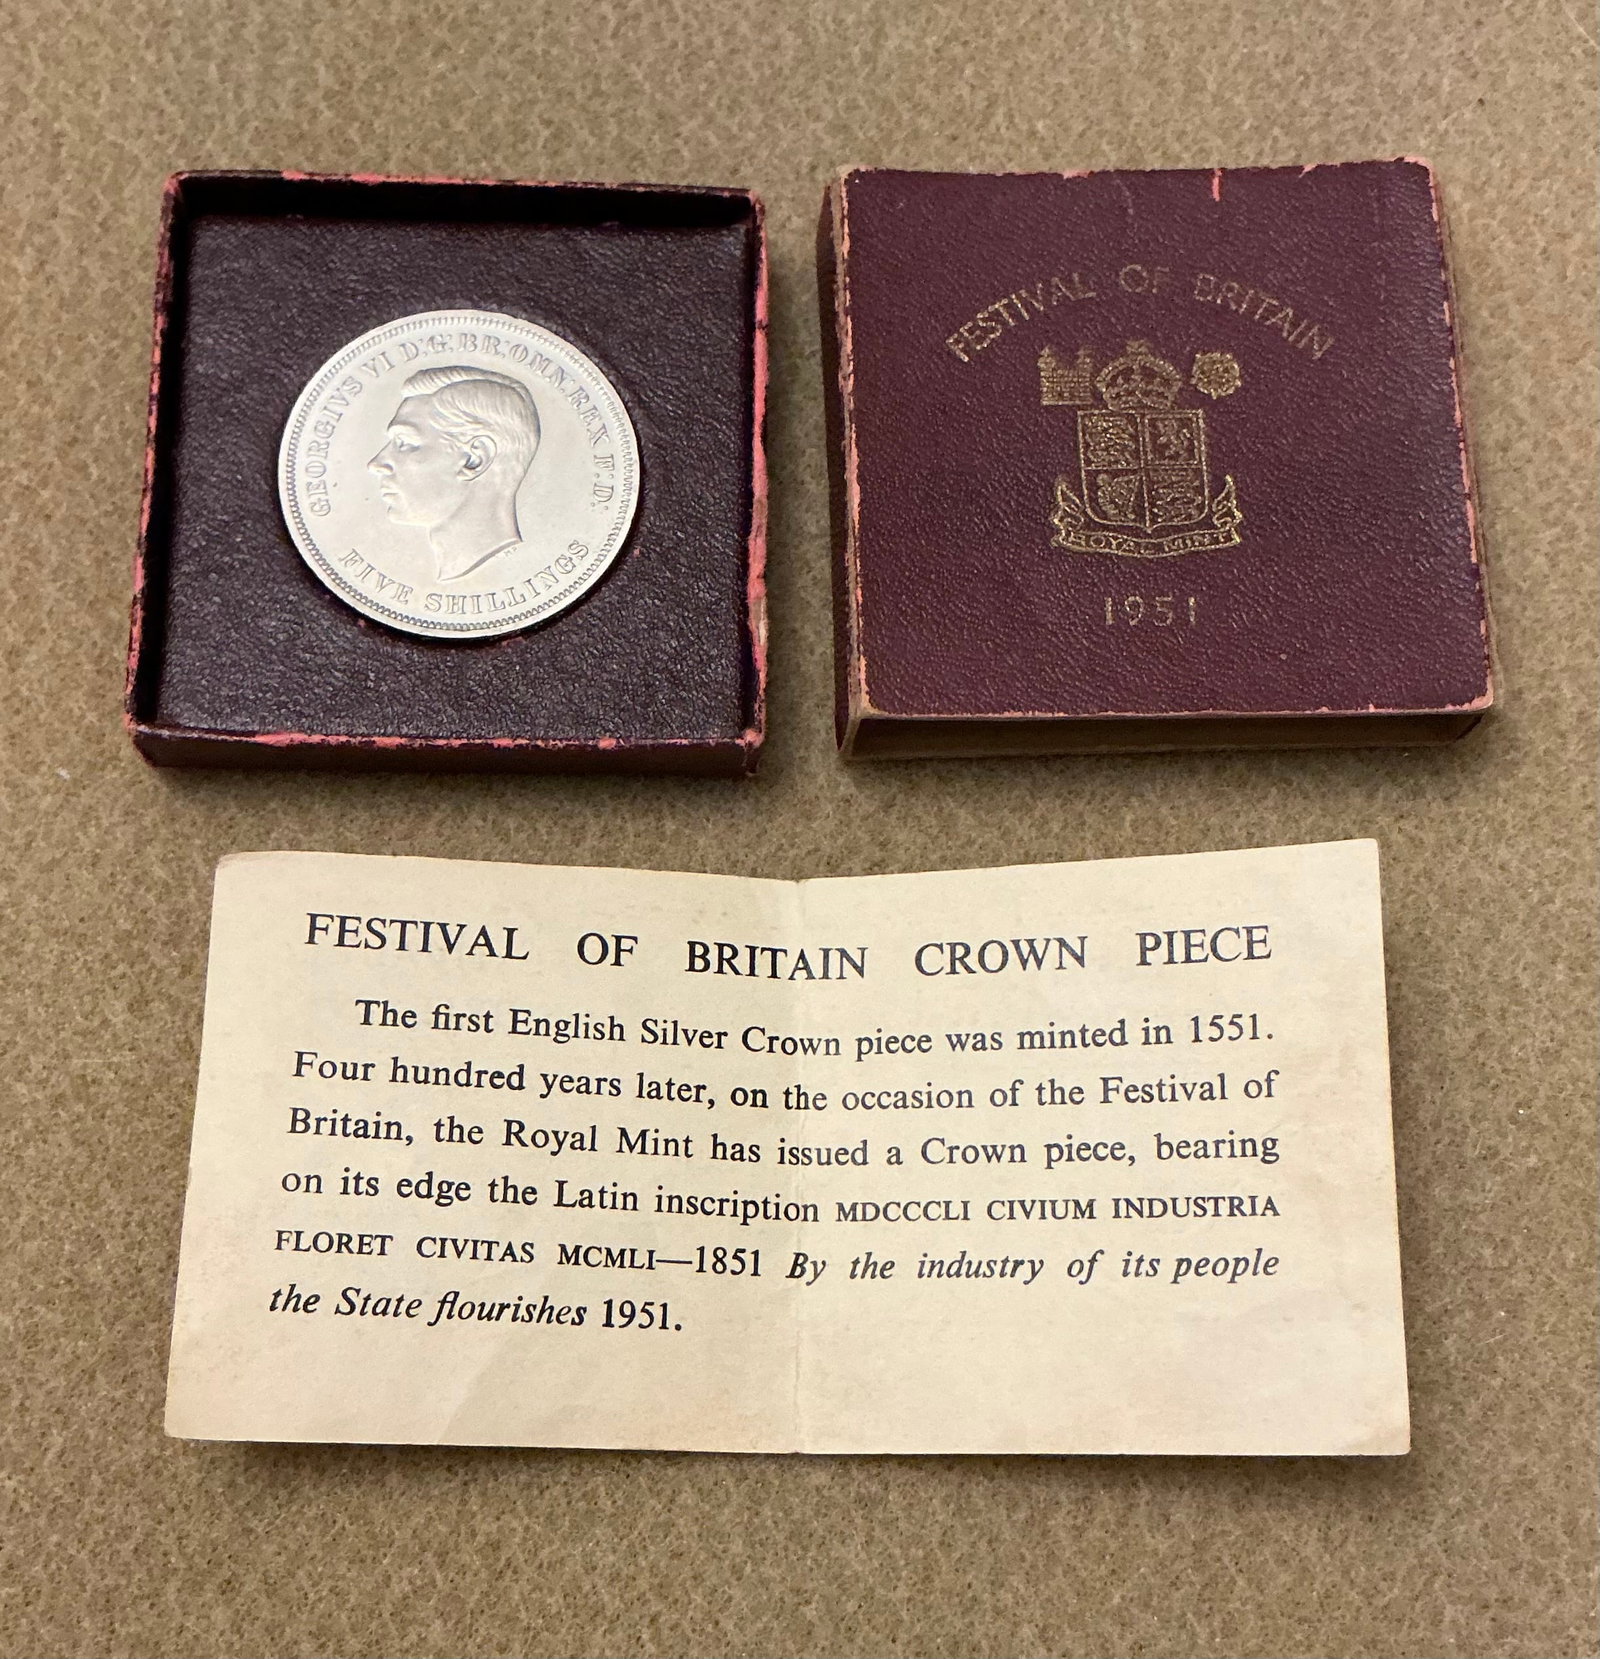 GEORGIVS VI D:G:BR:OMN:REX F:D:
FIVE SHILLINGS
HP
FESTIVAL OF BRITAIN
ROYAL MINT
1951
FESTIVAL OF BRITAIN CROWN PIECE
The first English Silver Crown piece was minted in 1551.
Four hundred years later, on the occasion of the Festival of
Britain, the Royal Mint has issued a Crown piece, bearing
on its edge the Latin inscription MDCCCLI CIVIUM INDUSTRIA
FLORET CIVITAS MCMLI—1851 By the industry of its people
the State flourishes 1951.